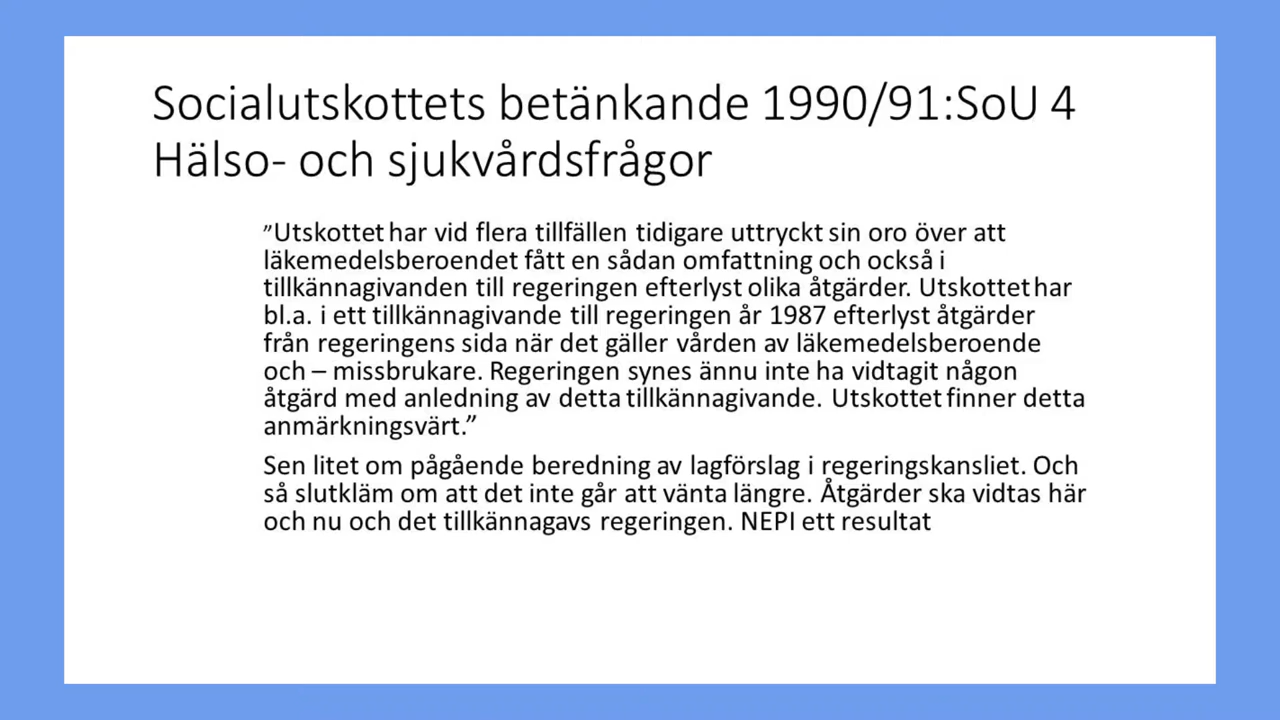 Socialutskottets betänkande 1990/91:SoU 4
Hälso- och sjukvårdsfrågor
”Utskottet har vid flera tillfällen tidigare uttryckt sin oro över att
läkemedelsberoendet fått en sådan omfattning och också i
tillkännagivanden till regeringen efterlyst olika åtgärder. Utskottet har
bl.a. i ett tillkännagivande till regeringen år 1987 efterlyst åtgärder
från regeringens sida när det gäller vården av läkemedelsberoende
och – missbrukare. Regeringen synes ännu inte ha vidtagit någon
åtgärd med anledning av detta tillkännagivande. Utskottet finner detta
anmärkningsvärt.”
Sen litet om pågående beredning av lagförslag i regeringskansliet. Och
så slutkläm om att det inte går att vänta längre. Åtgärder ska vidtas här
och nu och det tillkännagavs regeringen. NEPI ett resultat